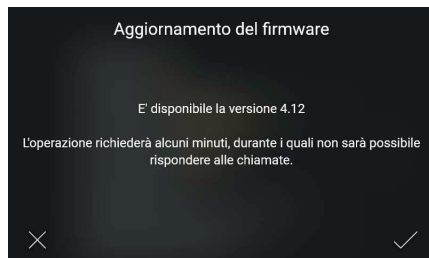 Aggiornamento del firmware
E' disponibile la versione 4.12
L'operazione richiederà alcuni minuti, durante i quali non sarà possibile
rispondere alle chiamate.